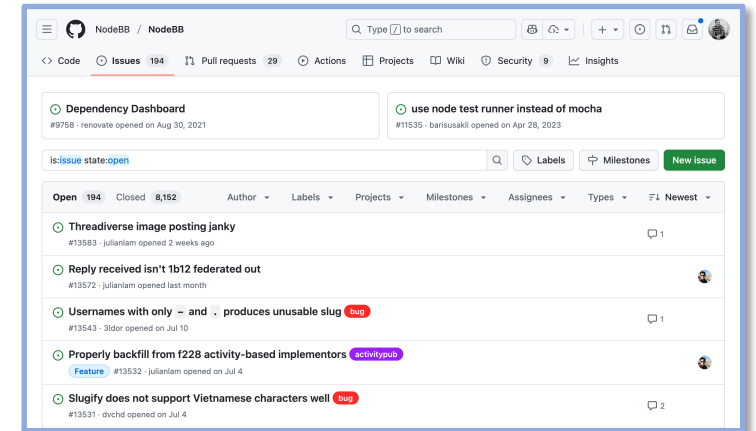 NodeBB / NodeBB
Type / to search
Code
Issues 194
Pull requests 29
Actions
Projects
Wiki
Security 9
Insights
Dependency Dashboard
#9758 · renovate opened on Aug 30, 2021
use node test runner instead of mocha
#11535 · barisusakli opened on Apr 28, 2023
is:issue state:open
Labels
Milestones
New issue
Open 194
Closed 8,152
Author
Labels
Projects
Milestones
Assignees
Types
Newest
Threadiverse image posting janky
#13583 · julianlam opened 2 weeks ago
1
Reply received isn't 1b12 federated out
#13572 · julianlam opened last month
Usernames with only - and . produces unusable slug bug
#13543 · 3ldor opened on Jul 10
1
Properly backfill from f228 activity-based implementors activitypub
Feature #13532 · julianlam opened on Jul 4
Slugify does not support Vietnamese characters well bug
#13531 · dvchd opened on Jul 4
2